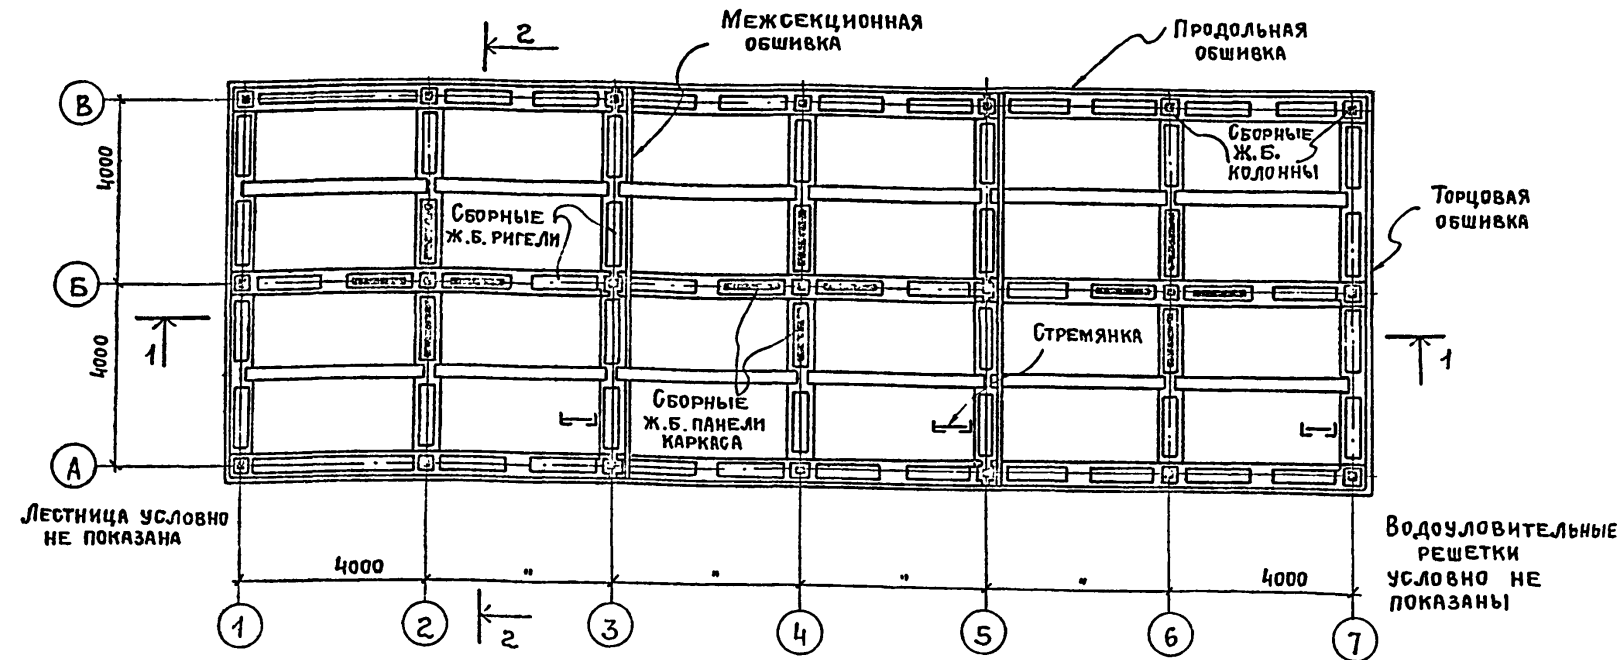 2
Межсекционная
обшивка
Продольная
обшивка
В
4000
Сборные
Ж.Б.
колонны
Торцовая
обшивка
Сборные
Ж.Б. ригели
Б
1
4000
Стремянка
1
Сборные
Ж.Б. панели
каркаса
А
Лестница условно
не показана
Водоуловительные
решетки
условно не
показаны
4000
"
"
"
"
4000
1
2
2
3
4
5
6
7